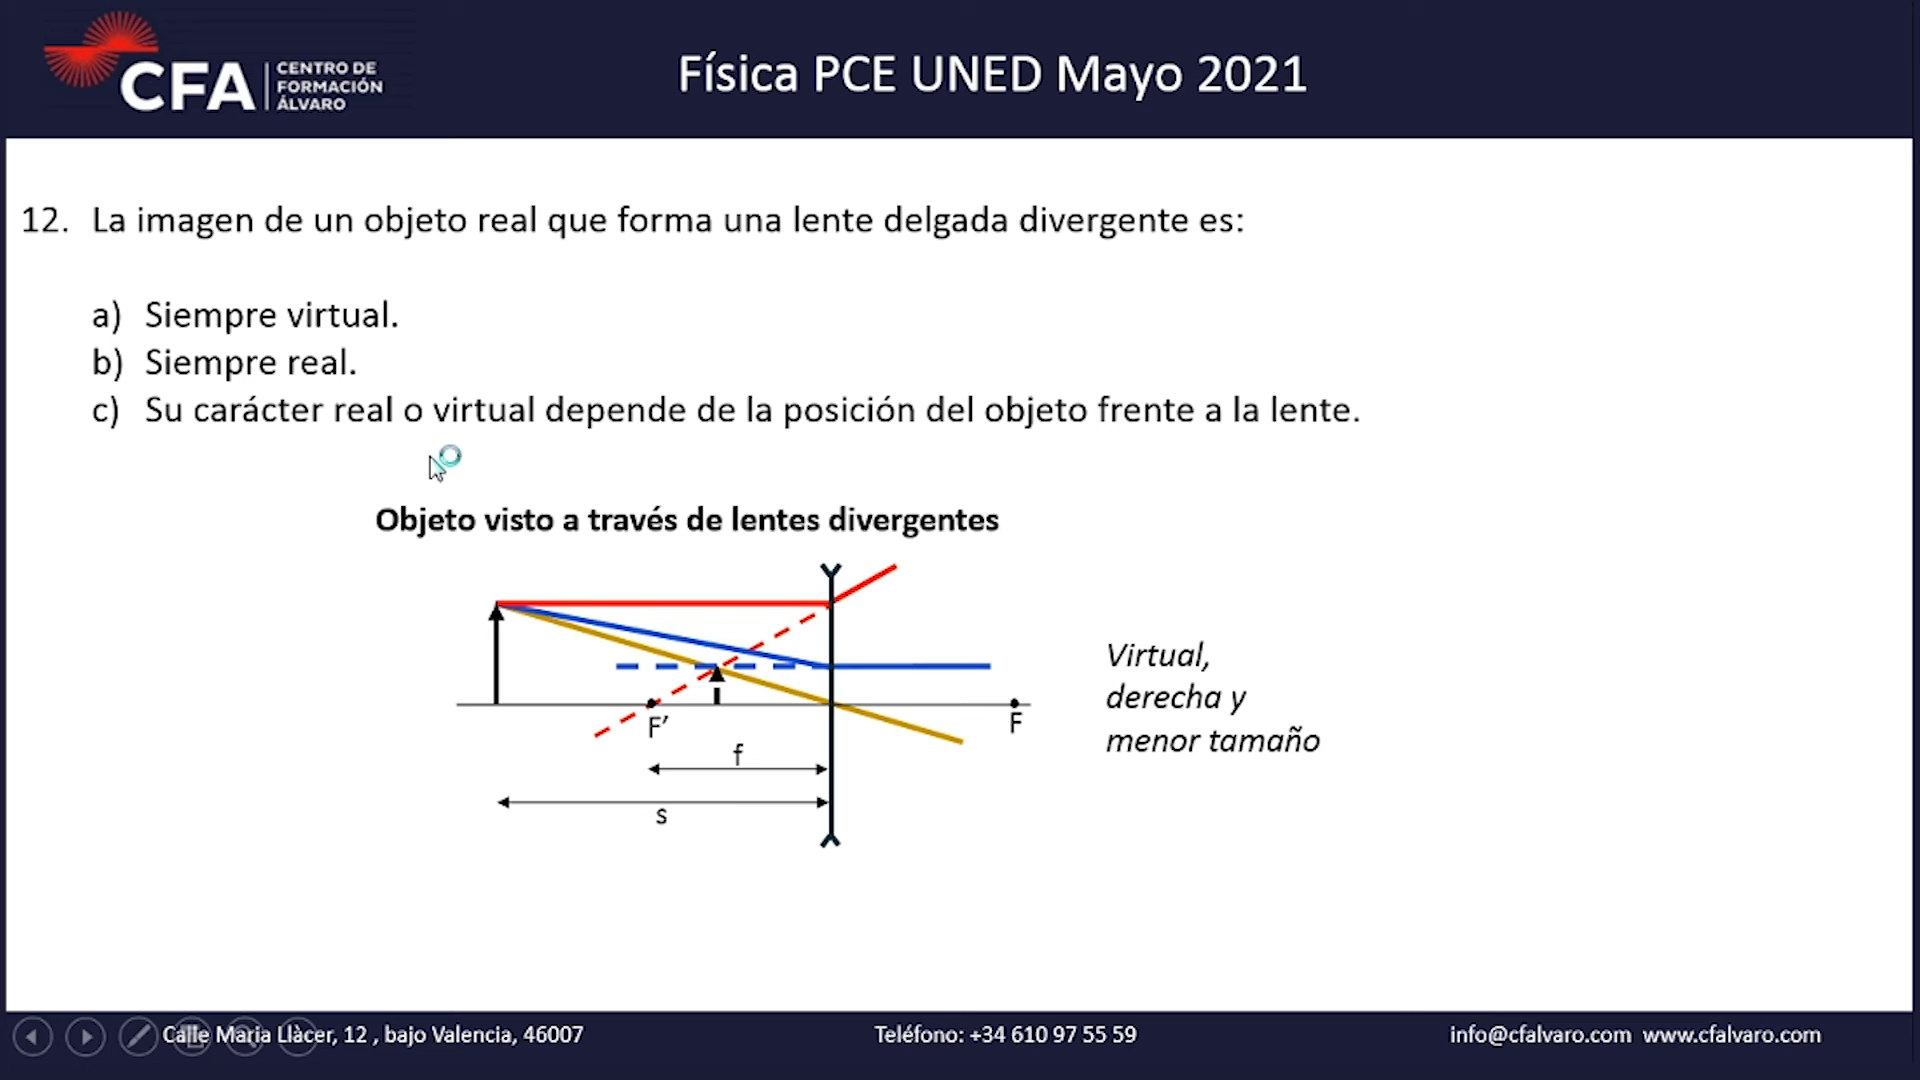 CFA
CENTRO DE
FORMACIÓN
ÁLVARO
Física PCE UNED Mayo 2021
12. La imagen de un objeto real que forma una lente delgada divergente es:
a) Siempre virtual.
b) Siempre real.
c) Su carácter real o virtual depende de la posición del objeto frente a la lente.
Objeto visto a través de lentes divergentes
F’
F
f
s
Virtual,
derecha y
menor tamaño
Calle Maria Llàcer, 12 , bajo Valencia, 46007
Teléfono: +34 610 97 55 59
info@cfalvaro.com www.cfalvaro.com